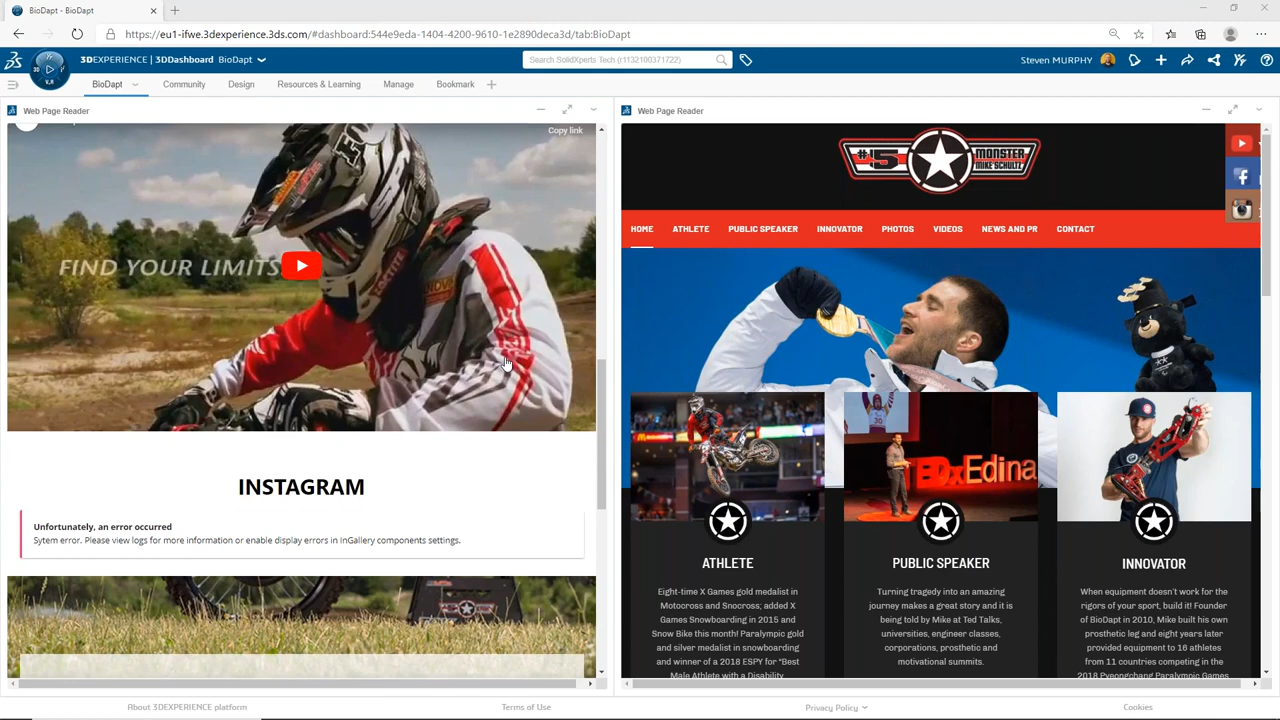 BioDapt - BioDapt
https://eu1-ifwe.3dexperience.3ds.com/#dashboard:544e9eda-1404-4200-9610-1e2890deca3d/tab:BioDapt
3DEXPERIENCE | 3DDashboard BioDapt
Search SolidXperts Tech (r1132100371722)
Steven MURPHY
BioDapt
Community
Design
Resources & Learning
Manage
Bookmark
Web Page Reader
Copy link
FIND YOUR LIMITS
INSTAGRAM
Unfortunately, an error occurred
Sytem error. Please view logs for more information or enable display errors in InGallery components settings.
Web Page Reader
#5
MONSTER
MIKE SCHULTZ
HOME
ATHLETE
PUBLIC SPEAKER
INNOVATOR
PHOTOS
VIDEOS
NEWS AND PR
CONTACT
EDxEdina
ATHLETE
Eight-time X Games gold medalist in
Motocross and Snocross; added X
Games Snowboarding in 2015 and
Snow Bike this month! Paralympic gold
and silver medalist in snowboarding
and winner of a 2018 ESPY for "Best
Male Athlete with a Disability
PUBLIC SPEAKER
Turning tragedy into an amazing
journey makes a great story and it is
being told by Mike at Ted Talks,
universities, engineer classes,
corporations, prosthetic and
motivational summits.
INNOVATOR
When equipment doesn't work for the
rigors of your sport, build it! Founder
of BioDapt in 2010, Mike built his own
prosthetic leg and eight years later
provided equipment to 16 athletes
from 11 countries competing in the
2018 Pyeongchang Paralympic Games
About 3DEXPERIENCE platform
Terms of Use
Privacy Policy
Cookies